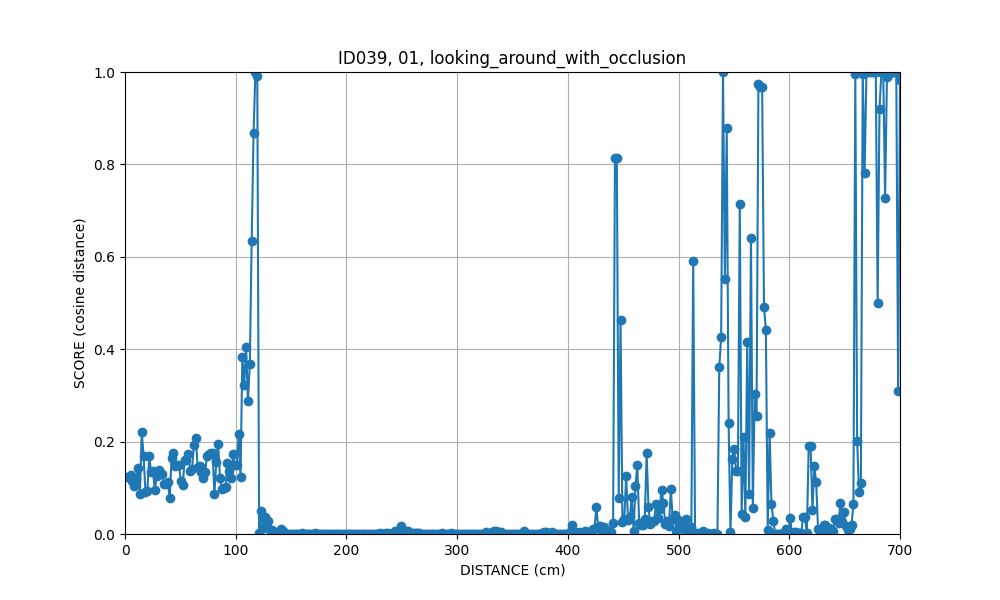 ID039, 01, looking_around_with_occlusion
1.0
0.8
0.6
0.4
0.2
0.0
SCORE (cosine distance)
0 100 200 300 400 500 600 700
DISTANCE (cm)